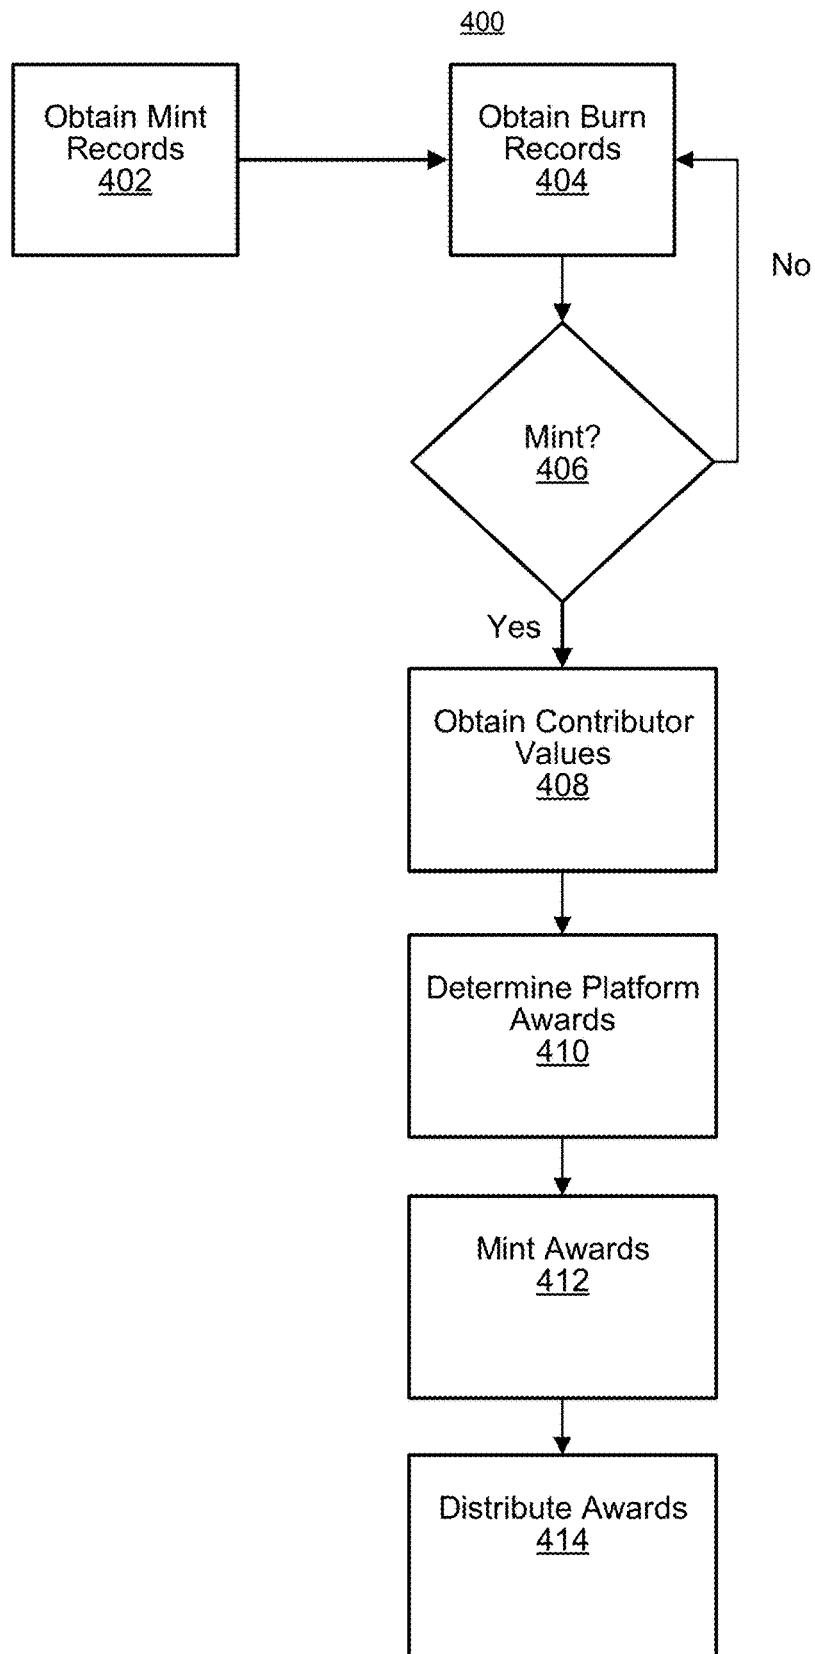 400
Obtain Mint
Records
402
Obtain Burn
Records
404
No
Mint?
406
Yes
Obtain Contributor
Values
408
Determine Platform
Awards
410
Mint Awards
412
Distribute Awards
414